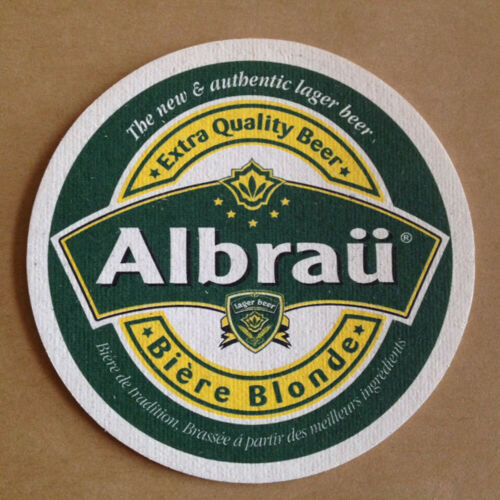 The new & authentic lager beer
Extra Quality Beer
Albraü®
lager beer
Bière Blonde
Bière de tradition. Brassée á partir des meilleurs ingrédients